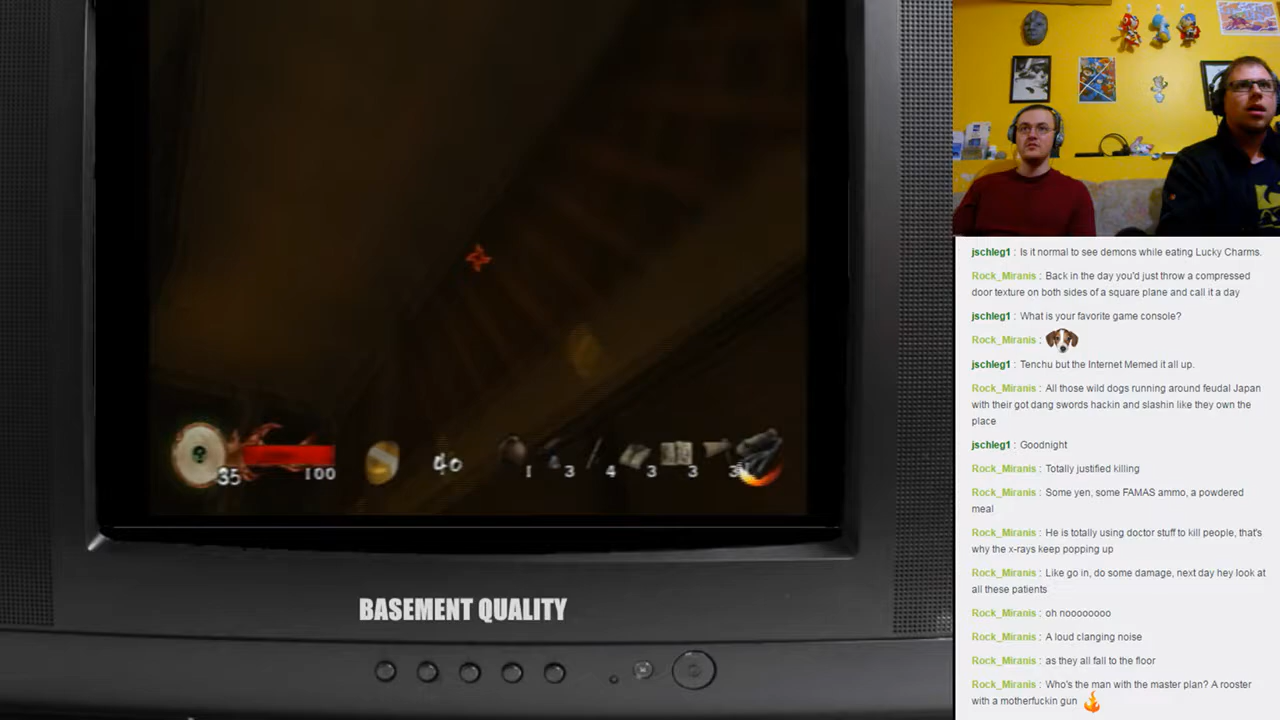 jschleg1 : Is it normal to see demons while eating Lucky Charms.
Rock_Miranis : Back in the day you'd just throw a compressed
door texture on both sides of a square plane and call it a day
jschleg1 : What is your favorite game console?
Rock_Miranis :
jschleg1 : Tenchu but the Internet Memed it all up.
Rock_Miranis : All those wild dogs running around feudal Japan
with their got dang swords hackin and slashin like they own the
place
jschleg1 : Goodnight
Rock_Miranis : Totally justified killing
Rock_Miranis : Some yen, some FAMAS ammo, a powdered
meal
Rock_Miranis : He is totally using doctor stuff to kill people, that's
why the x-rays keep popping up
Rock_Miranis : Like go in, do some damage, next day hey look at
all these patients
Rock_Miranis : oh noooooooo
Rock_Miranis : A loud clanging noise
Rock_Miranis : as they all fall to the floor
Rock_Miranis : Who's the man with the master plan? A rooster
with a motherfuckin gun
35 100 40 1 3 4 3 3 3
BASEMENT QUALITY